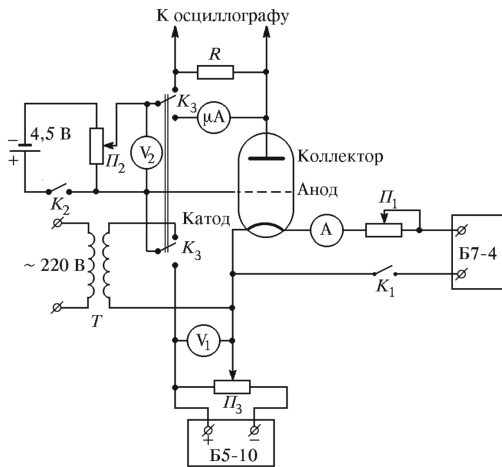 К осциллографу
R
K₃
µA
− 4,5 В
+
V₂
П₂
Коллектор
Анод
K₂
Катод
K₃
А
П₁
Б7-4
~ 220 В
K₁
T
V₁
П₃
+ −
Б5-10